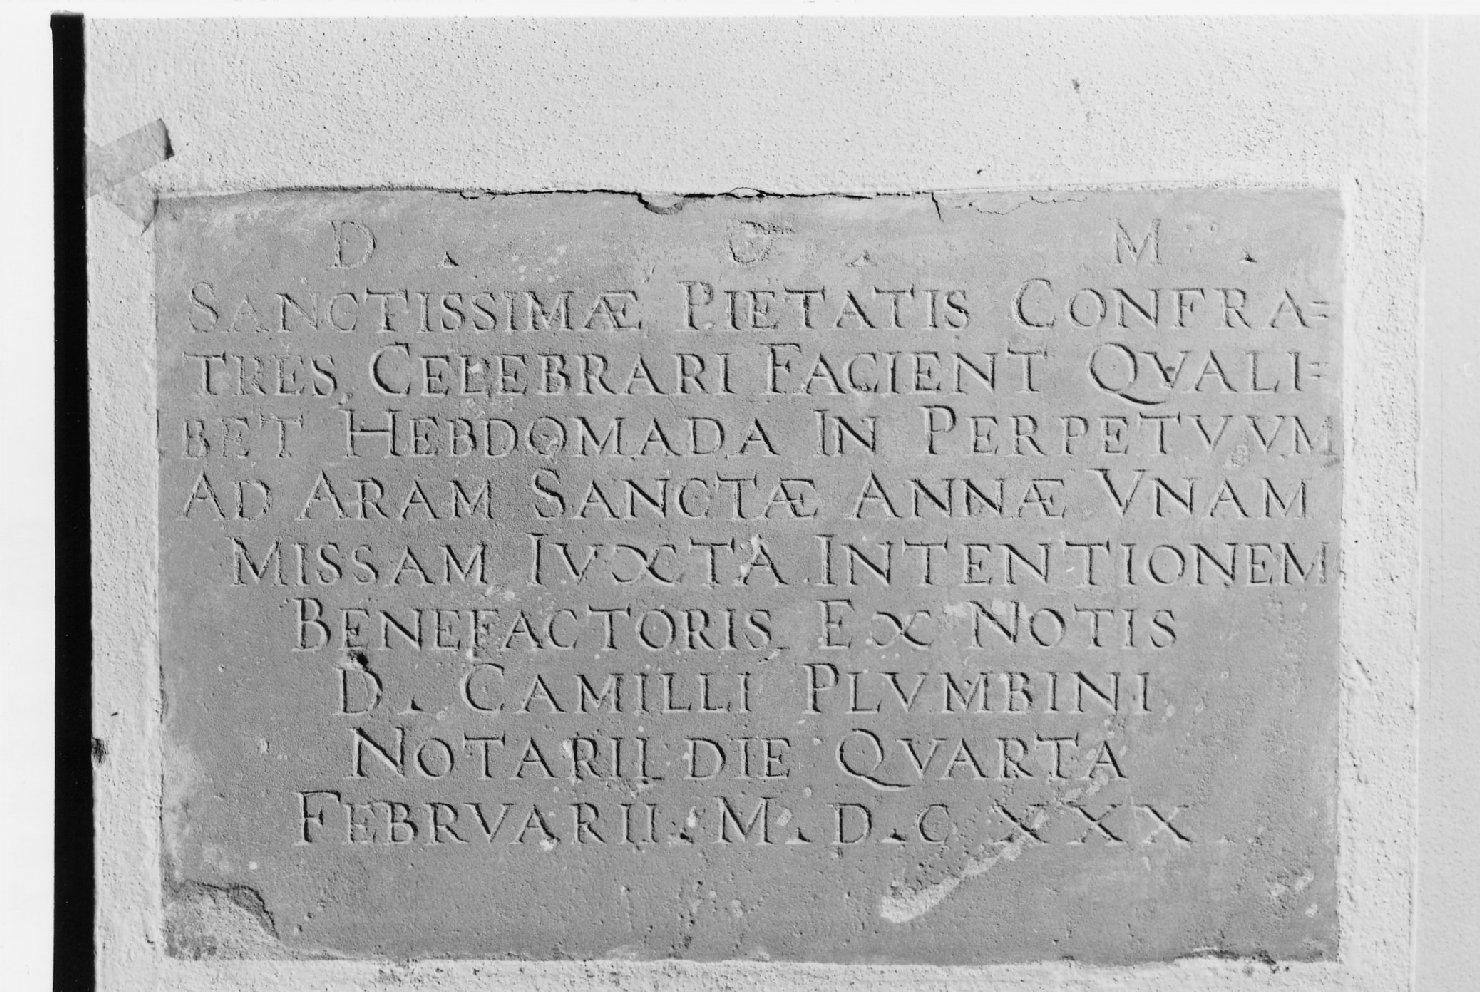 D . O . M .
SANCTISSIMÆ PIETATIS CONFRA=
TRES, CELEBRARI FACIENT QVALI=
BET HEBDOMADA IN PERPETVVM
AD ARAM SANCTÆ ANNÆ VNAM
MISSAM IVXTA INTENTIONEM
BENEFACTORIS EX NOTIS
D. CAMILLI PLVMBINI
NOTARII DIE QVARTA
FEBRVARII. M. D. C XXX